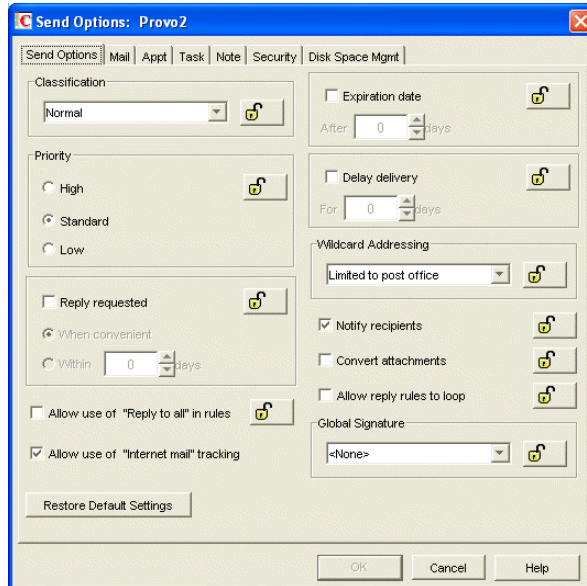 Send Options: Provo2
Send Options Mail Appt Task Note Security Disk Space Mgmt
Classification
Normal
Priority
High
Standard
Low
Reply requested
When convenient
Within 0 days
Allow use of "Reply to all" in rules
Allow use of "Internet mail" tracking
Restore Default Settings
Expiration date
After 0 days
Delay delivery
For 0 days
Wildcard Addressing
Limited to post office
Notify recipients
Convert attachments
Allow reply rules to loop
Global Signature
<None>
OK Cancel Help